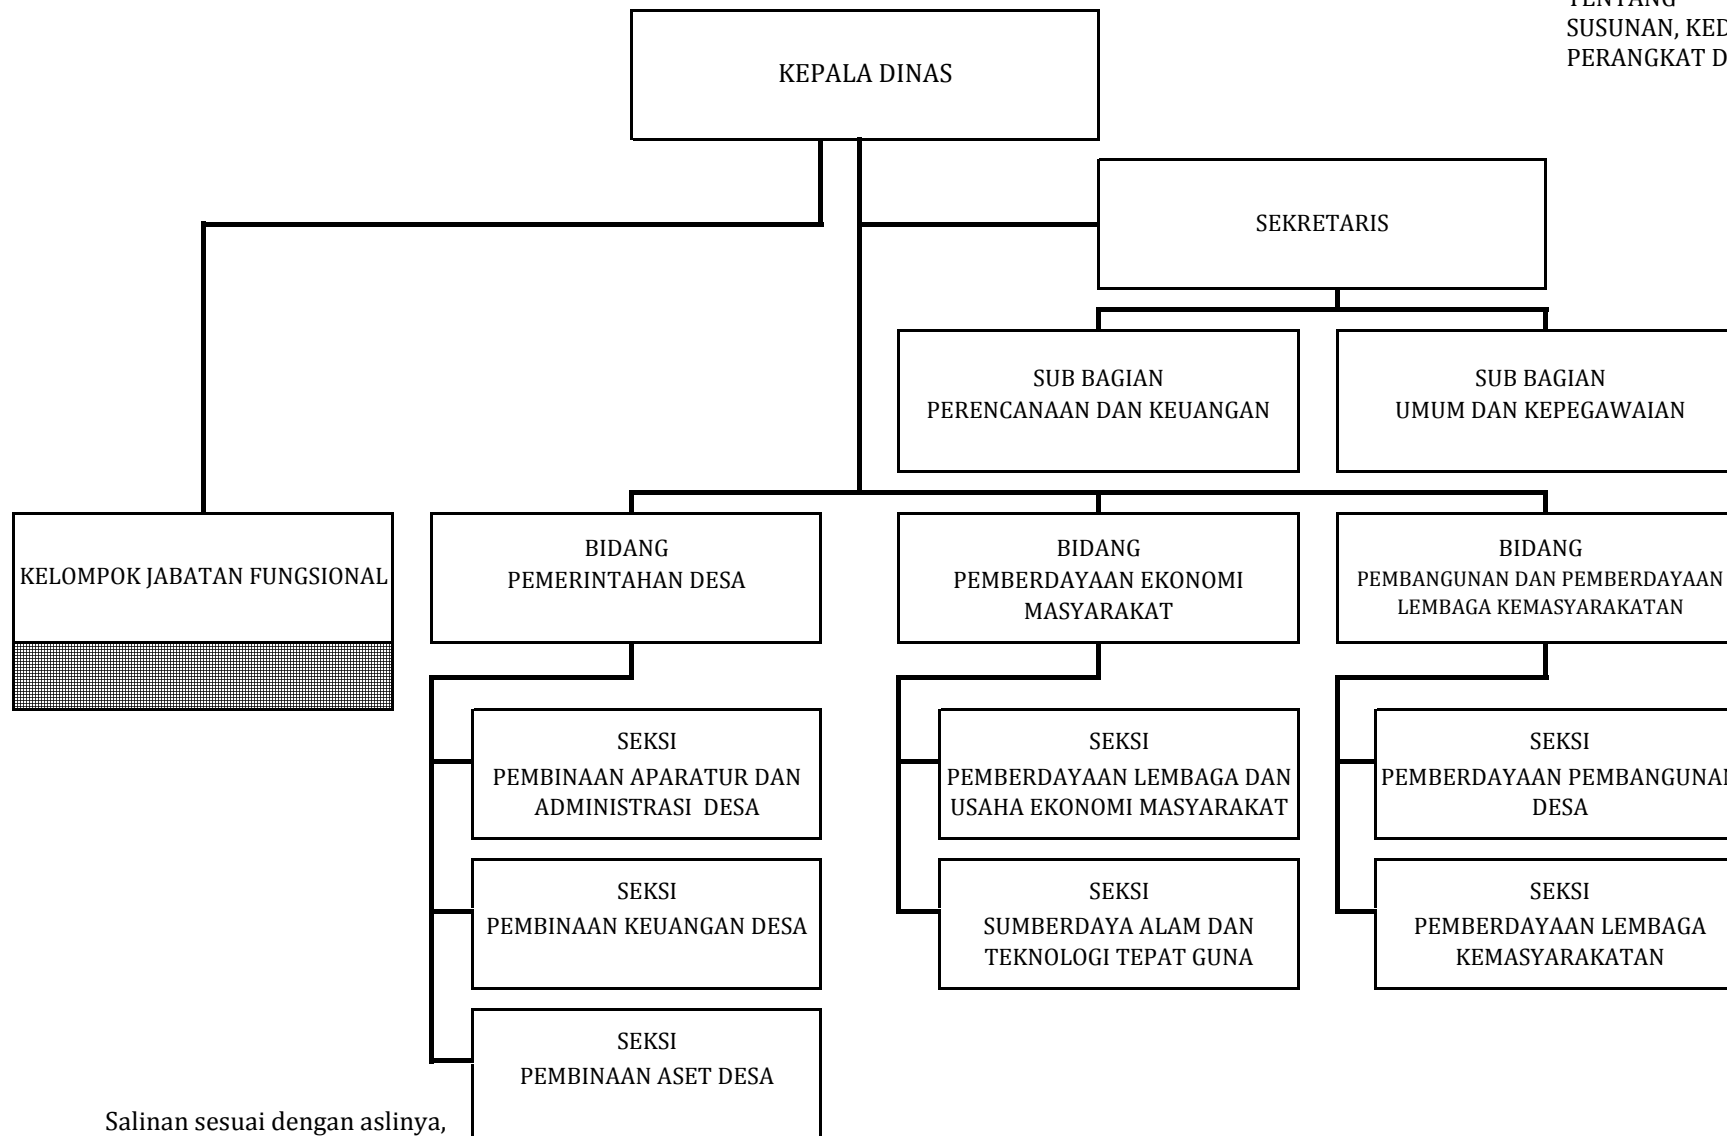 TENTANG
SUSUNAN,
PERANGKAT
KEPALA DINAS
SEKRETARIS
SUB BAGIAN
PERENCANAAN DAN KEUANGAN
SUB BAGIAN
UMUM DAN KEPEGAWAIAN
KELOMPOK JABATAN FUNGSIONAL
BIDANG
PEMERINTAHAN DESA
BIDANG
PEMBERDAYAAN EKONOMI
MASYARAKAT
BIDANG
PEMBANGUNAN DAN PEMBERDAYAAN
LEMBAGA KEMASYARAKATAN
SEKSI
PEMBINAAN APARATUR DAN
ADMINISTRASI DESA
SEKSI
PEMBINAAN KEUANGAN DESA
SEKSI
PEMBINAAN ASET DESA
SEKSI
PEMBERDAYAAN LEMBAGA DAN
USAHA EKONOMI MASYARAKAT
SEKSI
SUMBERDAYA ALAM DAN
TEKNOLOGI TEPAT GUNA
SEKSI
PEMBERDAYAAN PEMBANGUNAN
DESA
SEKSI
PEMBERDAYAAN LEMBAGA
KEMASYARAKATAN
Salinan sesuai dengan aslinya,